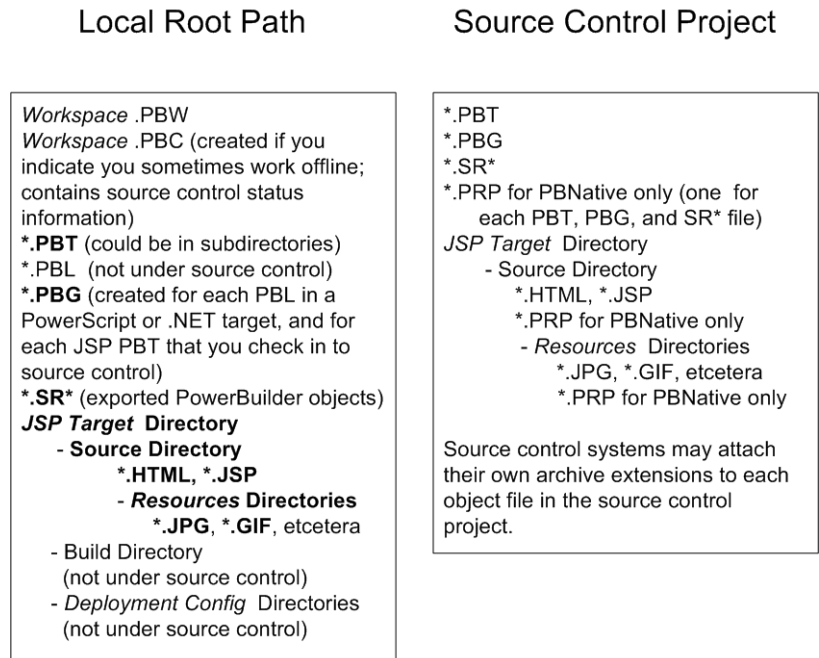 Local Root Path
Workspace .PBW
Workspace .PBC (created if you
indicate you sometimes work offline;
contains source control status
information)
*.PBT (could be in subdirectories)
*.PBL (not under source control)
*.PBG (created for each PBL in a
PowerScript or .NET target, and for
each JSP PBT that you check in to
source control)
*.SR* (exported PowerBuilder objects)
JSP Target Directory
- Source Directory
*.HTML, *.JSP
- Resources Directories
*.JPG, *.GIF, etcetera
- Build Directory
(not under source control)
- Deployment Config Directories
(not under source control)
Source Control Project
*.PBT
*.PBG
*.SR*
*.PRP for PBNative only (one for
each PBT, PBG, and SR* file)
JSP Target Directory
- Source Directory
*.HTML, *.JSP
*.PRP for PBNative only
- Resources Directories
*.JPG, *.GIF, etcetera
*.PRP for PBNative only
Source control systems may attach
their own archive extensions to each
object file in the source control
project.